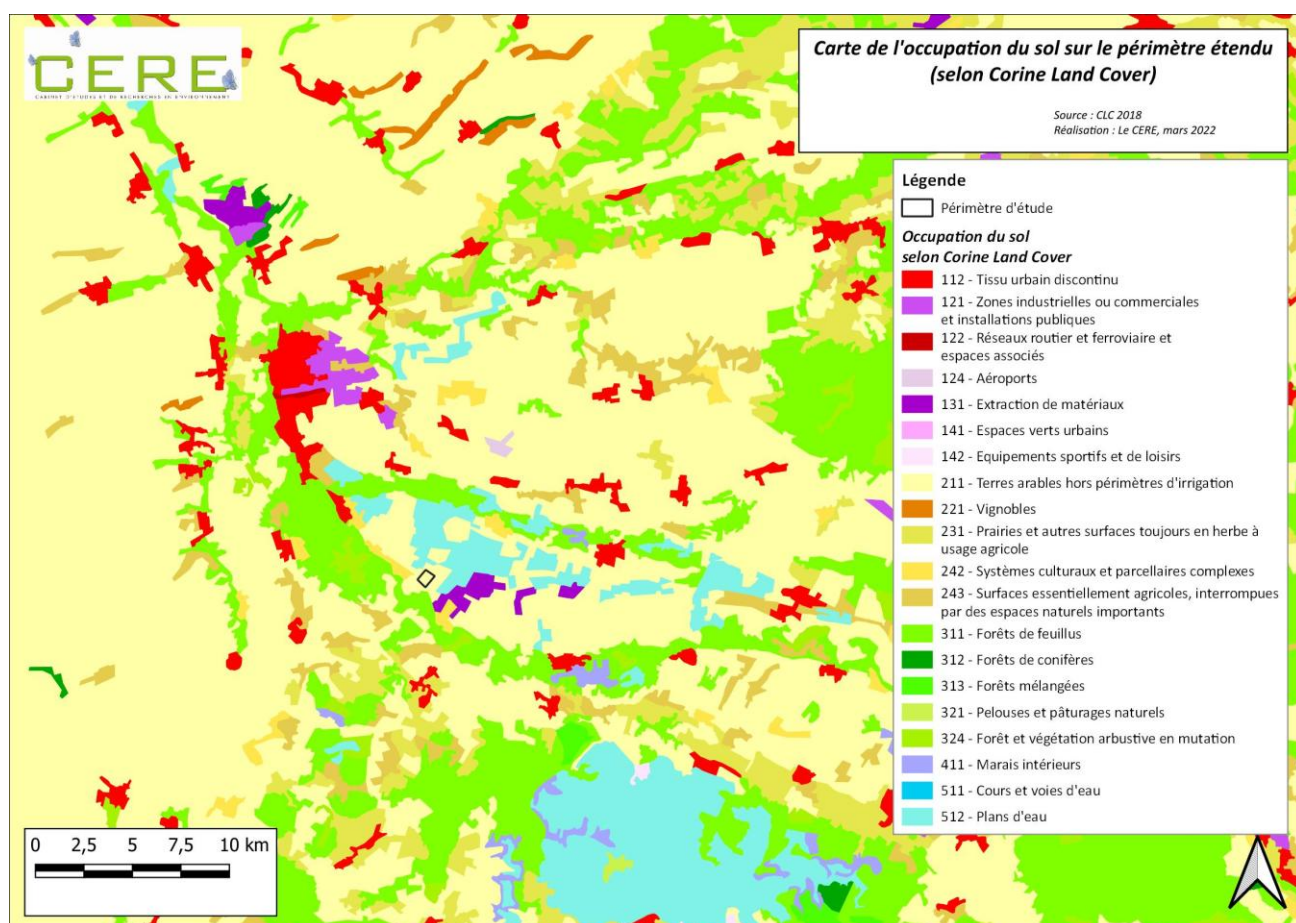 CERE
CABINET D'ÉTUDES ET DE RECHERCHES EN ENVIRONNEMENT
Carte de l'occupation du sol sur le périmètre étendu
(selon Corine Land Cover)
Source : CLC 2018
Réalisation : Le CERE, mars 2022
Légende
Périmètre d'étude
Occupation du sol
selon Corine Land Cover
112 - Tissu urbain discontinu
121 - Zones industrielles ou commerciales
et installations publiques
122 - Réseaux routier et ferroviaire et
espaces associés
124 - Aéroports
131 - Extraction de matériaux
141 - Espaces verts urbains
142 - Equipements sportifs et de loisirs
211 - Terres arables hors périmètres d'irrigation
221 - Vignobles
231 - Prairies et autres surfaces toujours en herbe à
usage agricole
242 - Systèmes culturaux et parcellaires complexes
243 - Surfaces essentiellement agricoles, interrompues
par des espaces naturels importants
311 - Forêts de feuillus
312 - Forêts de conifères
313 - Forêts mélangées
321 - Pelouses et pâturages naturels
324 - Forêt et végétation arbustive en mutation
411 - Marais intérieurs
511 - Cours et voies d'eau
512 - Plans d'eau
0 2,5 5 7,5 10 km